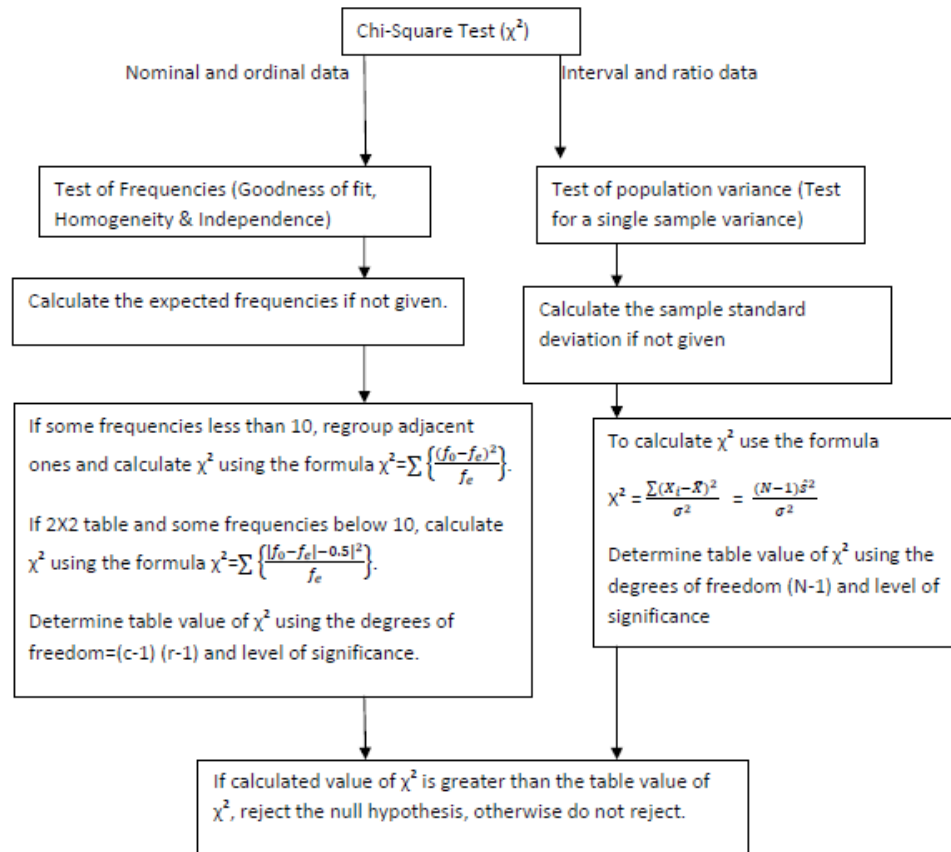 Chi-Square Test (χ²)
Nominal and ordinal data
Interval and ratio data
Test of Frequencies (Goodness of fit,
Homogeneity & Independence)
Test of population variance (Test
for a single sample variance)
Calculate the expected frequencies if not given.
Calculate the sample standard
deviation if not given
If some frequencies less than 10, regroup adjacent
ones and calculate χ² using the formula χ²=∑{(f₀−fₑ)²/fₑ}.
If 2X2 table and some frequencies below 10, calculate
χ² using the formula χ²=∑{|f₀−fₑ|−0.5|²/fₑ}.
Determine table value of χ² using the degrees of
freedom=(c-1) (r-1) and level of significance.
To calculate χ² use the formula
X² = ∑(Xᵢ−X̄)²/σ² = (N−1)ŝ²/σ²
Determine table value of χ² using the
degrees of freedom (N-1) and level of
significance
If calculated value of χ² is greater than the table value of
χ², reject the null hypothesis, otherwise do not reject.